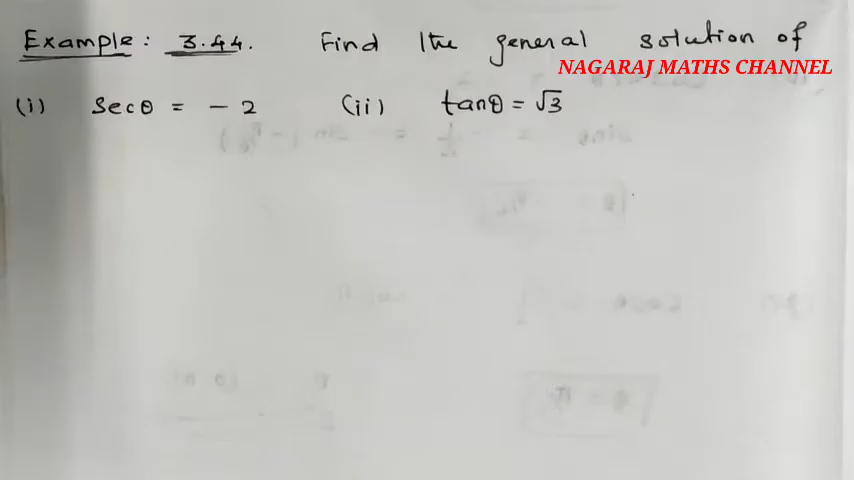 Example: 3.44. Find the general solution of
NAGARAJ MATHS CHANNEL
(i) Secθ = - 2 (ii) tanθ = √3